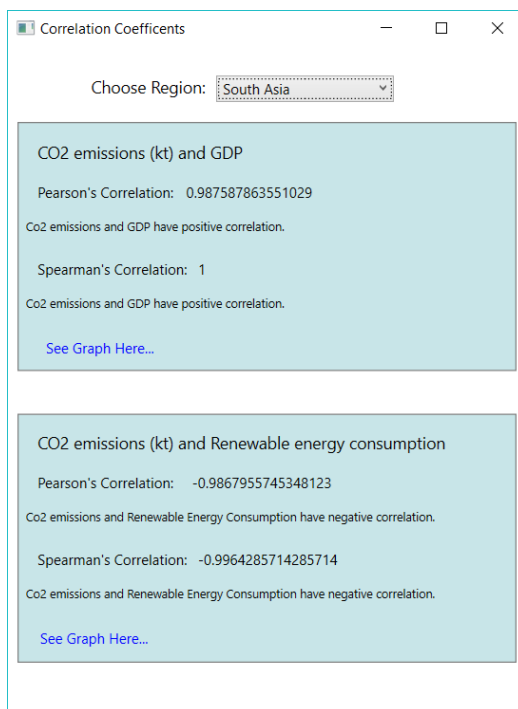 Correlation Coefficents
Choose Region: South Asia
CO2 emissions (kt) and GDP
Pearson's Correlation: 0.987587863551029
Co2 emissions and GDP have positive correlation.
Spearman's Correlation: 1
Co2 emissions and GDP have positive correlation.
See Graph Here...
CO2 emissions (kt) and Renewable energy consumption
Pearson's Correlation: -0.9867955745348123
Co2 emissions and Renewable Energy Consumption have negative correlation.
Spearman's Correlation: -0.9964285714285714
Co2 emissions and Renewable Energy Consumption have negative correlation.
See Graph Here...